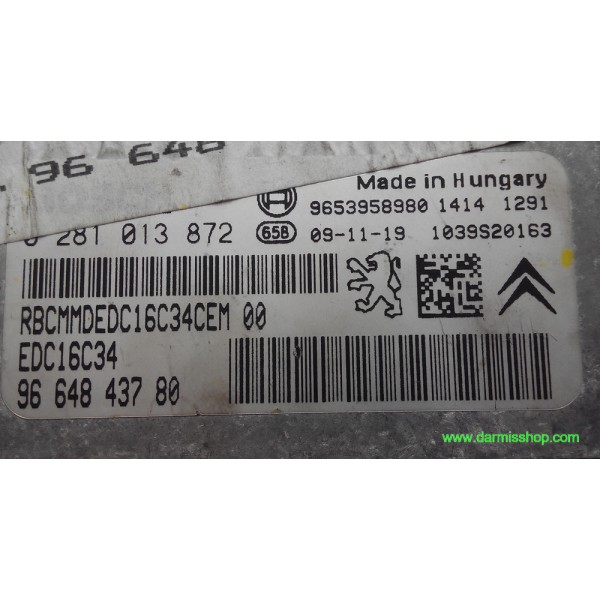 96 648
Made in Hungary
9653958980 1414 1291
0 281 013 872 65B 09-11-19 1039S20163
RBCMMDEDC16C34CEM 00
EDC16C34
96 648 437 80
www.darmisshop.com